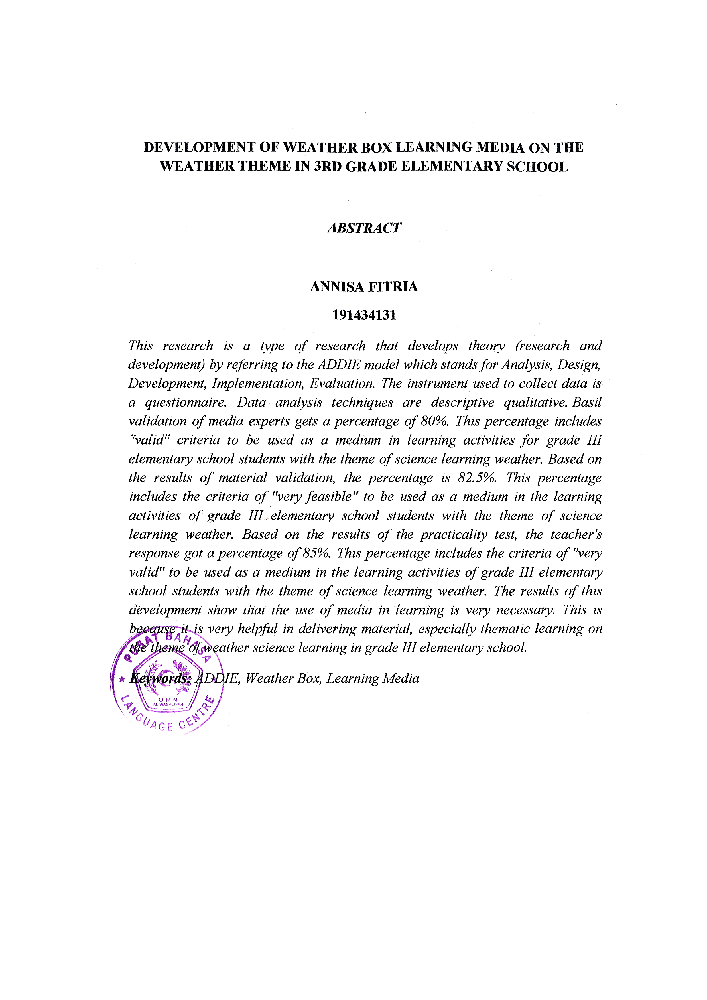 DEVELOPMENT OF WEATHER BOX LEARNING MEDIA ON THE
WEATHER THEME IN 3RD GRADE ELEMENTARY SCHOOL
ABSTRACT
ANNISA FITRIA
191434131
This research is a type of research that develops theory (research and
development) by referring to the ADDIE model which stands for Analysis, Design,
Development, Implementation, Evaluation. The instrument used to collect data is
a questionnaire. Data analysis techniques are descriptive qualitative. Basil
validation of media experts gets a percentage of 80%. This percentage includes
"valid" criteria to be used as a medium in learning activities for grade III
elementary school students with the theme of science learning weather. Based on
the results of material validation, the percentage is 82.5%. This percentage
includes the criteria of "very feasible" to be used as a medium in the learning
activities of grade III elementary school students with the theme of science
learning weather. Based on the results of the practicality test, the teacher's
response got a percentage of 85%. This percentage includes the criteria of "very
valid" to be used as a medium in the learning activities of grade III elementary
school students with the theme of science learning weather. The results of this
development show that the use of media in learning is very necessary. This is
because it is very helpful in delivering material, especially thematic learning on
the theme of weather science learning in grade III elementary school.
Keywords: ADDIE, Weather Box, Learning Media
PUSAT BAHASA
UMN
AL WASHLIYAH
LANGUAGE CENTRE